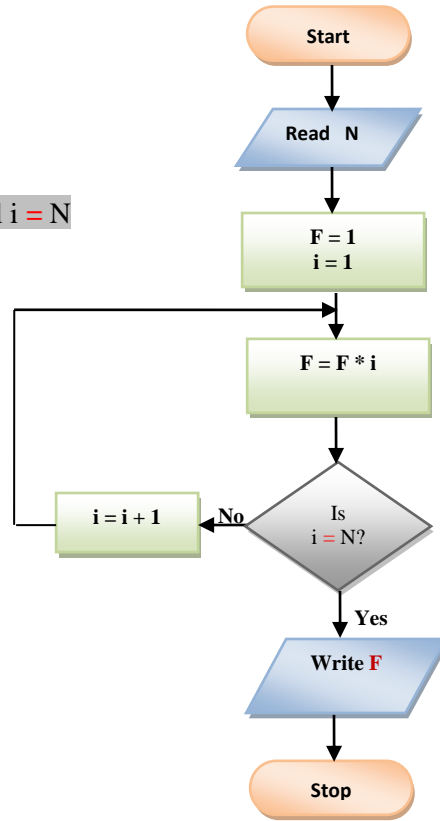 Start
Read N
i = N
F = 1
i = 1
F = F * i
i = i + 1
No
Is
i = N?
Yes
Write F
Stop